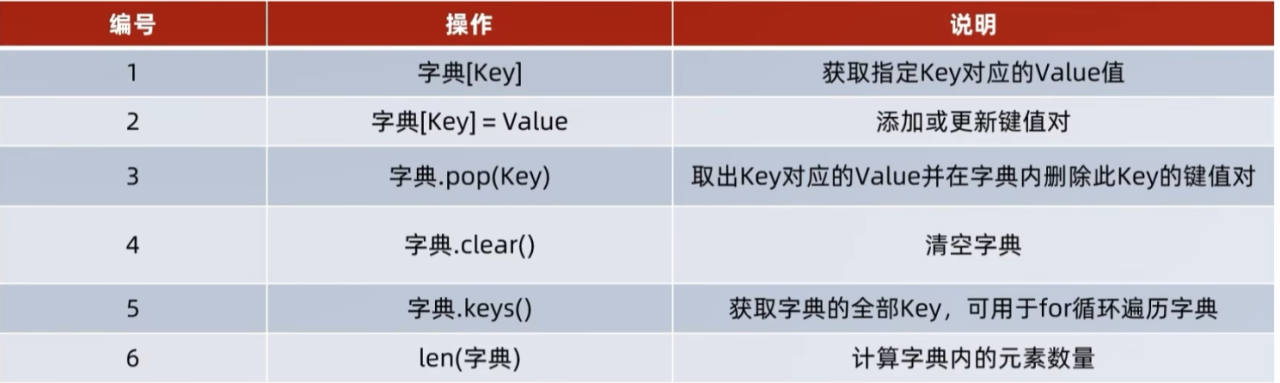 编号 操作 说明
1 字典[Key] 获取指定Key对应的Value值
2 字典[Key] = Value 添加或更新键值对
3 字典.pop(Key) 取出Key对应的Value并在字典内删除此Key的键值对
4 字典.clear() 清空字典
5 字典.keys() 获取字典的全部Key，可用于for循环遍历字典
6 len(字典) 计算字典内的元素数量